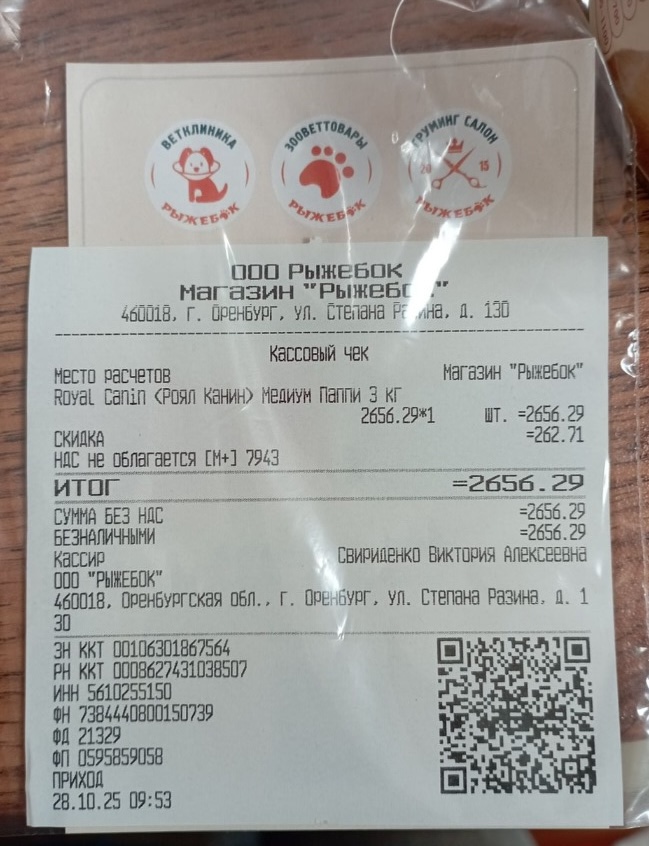 ВЕТКЛИНИКА
РЫЖЕБОК
ЗООВЕТТОВАРЫ
РЫЖЕБОК
ГРУМИНГ САЛОН
20 15
РЫЖЕБОК
ООО Рыжебок
Магазин "Рыжебок"
460018, г. Оренбург, ул. Степана Разина, д. 130
Кассовый чек
Место расчетов Магазин "Рыжебок"
Royal Canin <Роял Канин> Медиум Паппи 3 кг
2656.29*1 шт. =2656.29
СКИДКА =262.71
НДС не облагается [М+] 7943
ИТОГ =2656.29
СУММА БЕЗ НДС =2656.29
БЕЗНАЛИЧНЫМИ =2656.29
Кассир Свириденко Виктория Алексеевна
ООО "РЫЖЕБОК"
460018, Оренбургская обл., г. Оренбург, ул. Степана Разина, д. 1
30
ЗН ККТ 00106301867564
РН ККТ 0008627431038507
ИНН 5610255150
ФН 7384440800150739
ФД 21329
ФП 0595859058
ПРИХОД
28.10.25 09:53